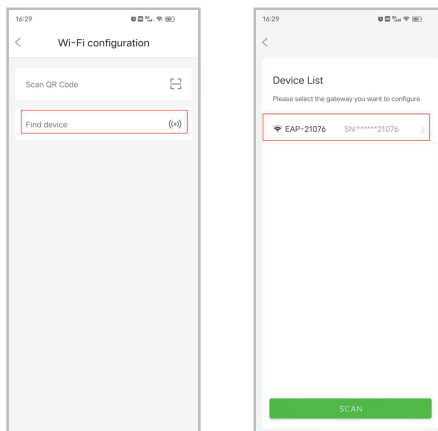 16:29
Wi-Fi configuration
Scan QR Code
Find device
16:29
Device List
Please select the gateway you want to configure
EAP-21076 SN:******21076
SCAN